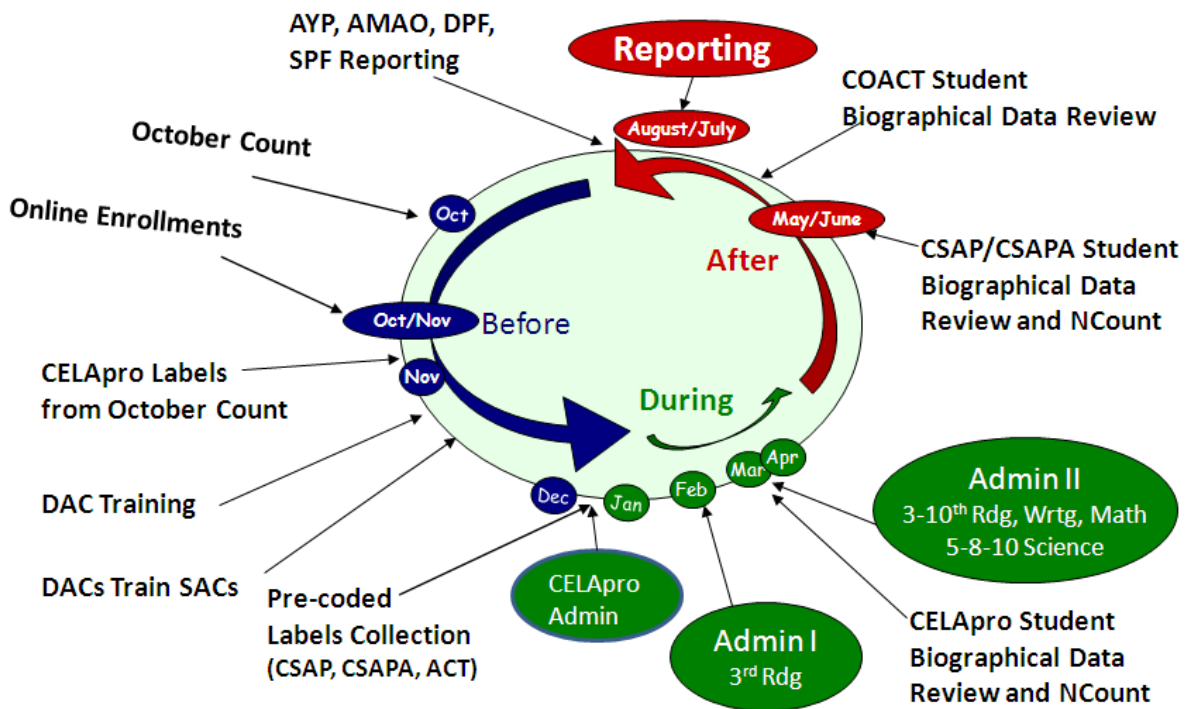 AYP, AMAO, DPF,
SPF Reporting
Reporting
August/July
COACT Student
Biographical Data Review
October Count
Oct
Online Enrollments
May/June
After
CSAP/CSAPA Student
Biographical Data
Review and NCount
Oct/Nov
Before
CELApro Labels
from October Count
Nov
During
DAC Training
DACs Train SACs
Dec
Jan
Feb
Mar
Apr
Admin II
3-10th Rdg, Wrtg, Math
5-8-10 Science
Pre-coded
Labels Collection
(CSAP, CSAPA, ACT)
CELApro
Admin
Admin I
3rd Rdg
CELApro Student
Biographical Data
Review and NCount